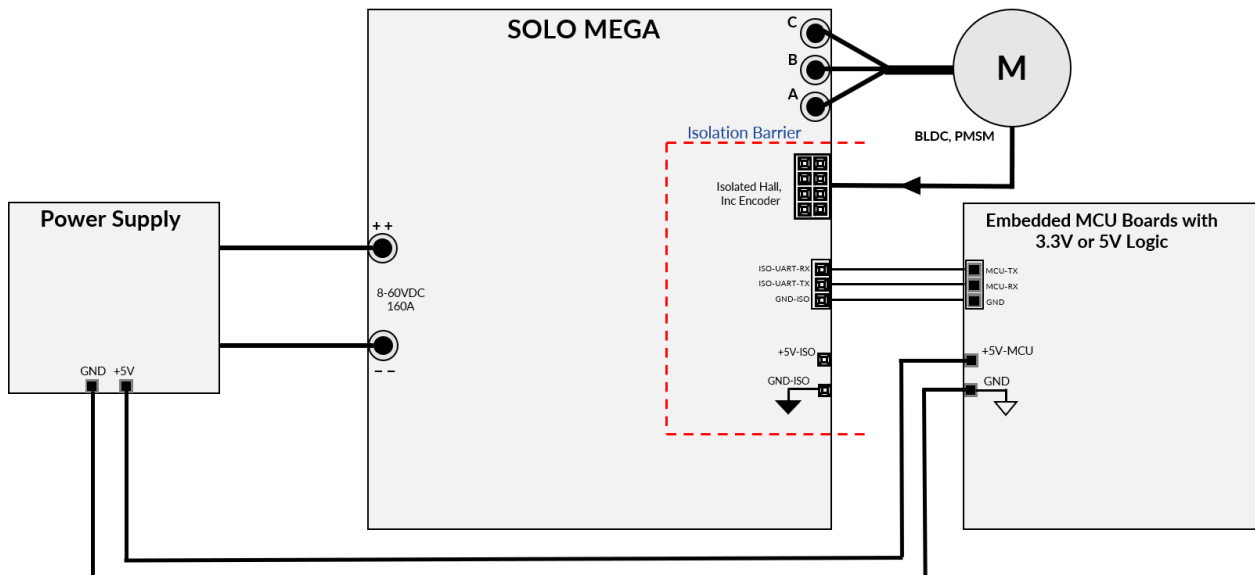 SOLO MEGA
C
B
A
M
BLDC, PMSM
Isolation Barrier
Isolated Hall,
Inc Encoder
Power Supply
++
8-60VDC
160A
--
GND
+5V
ISO-UART-RX
ISO-UART-TX
GND-ISO
+5V-ISO
GND-ISO
Embedded MCU Boards with
3.3V or 5V Logic
MCU-TX
MCU-RX
GND
+5V-MCU
GND